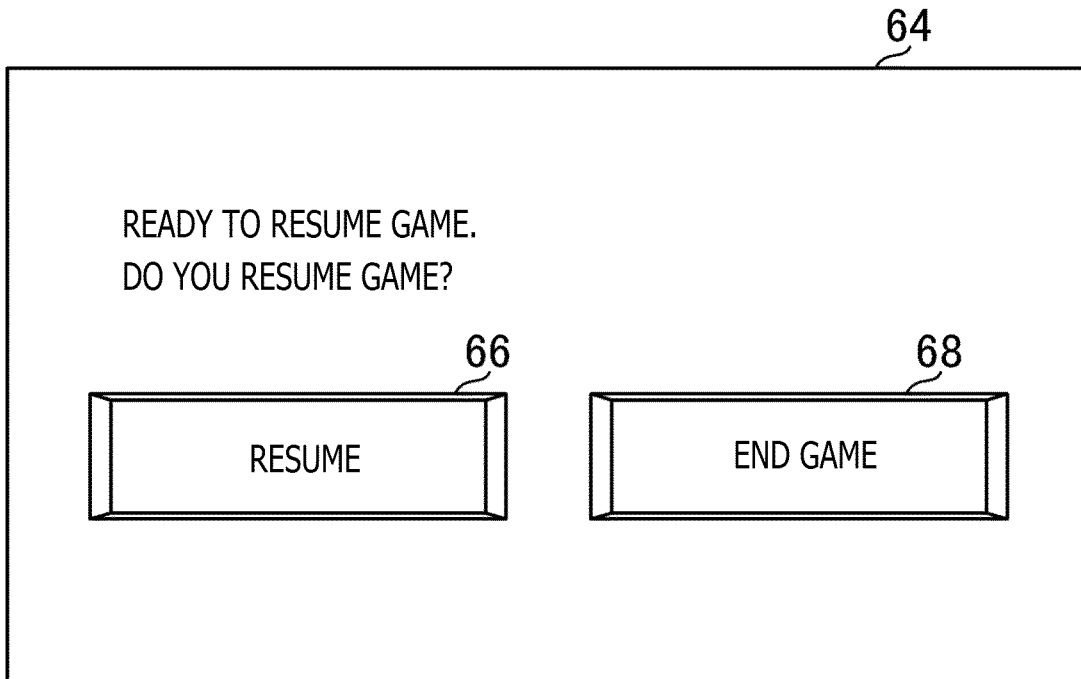 64
READY TO RESUME GAME.
DO YOU RESUME GAME?
66
68
RESUME
END GAME